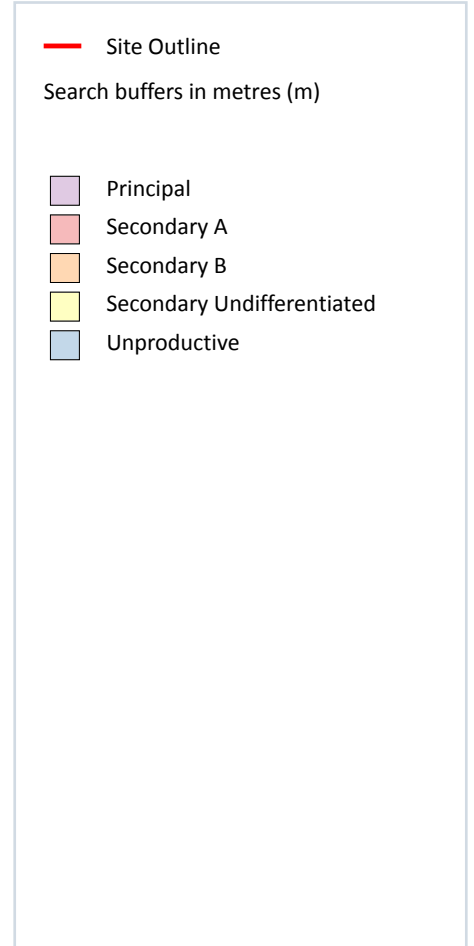 Site Outline
Search buffers in metres (m)
Principal
Secondary A
Secondary B
Secondary Undifferentiated
Unproductive